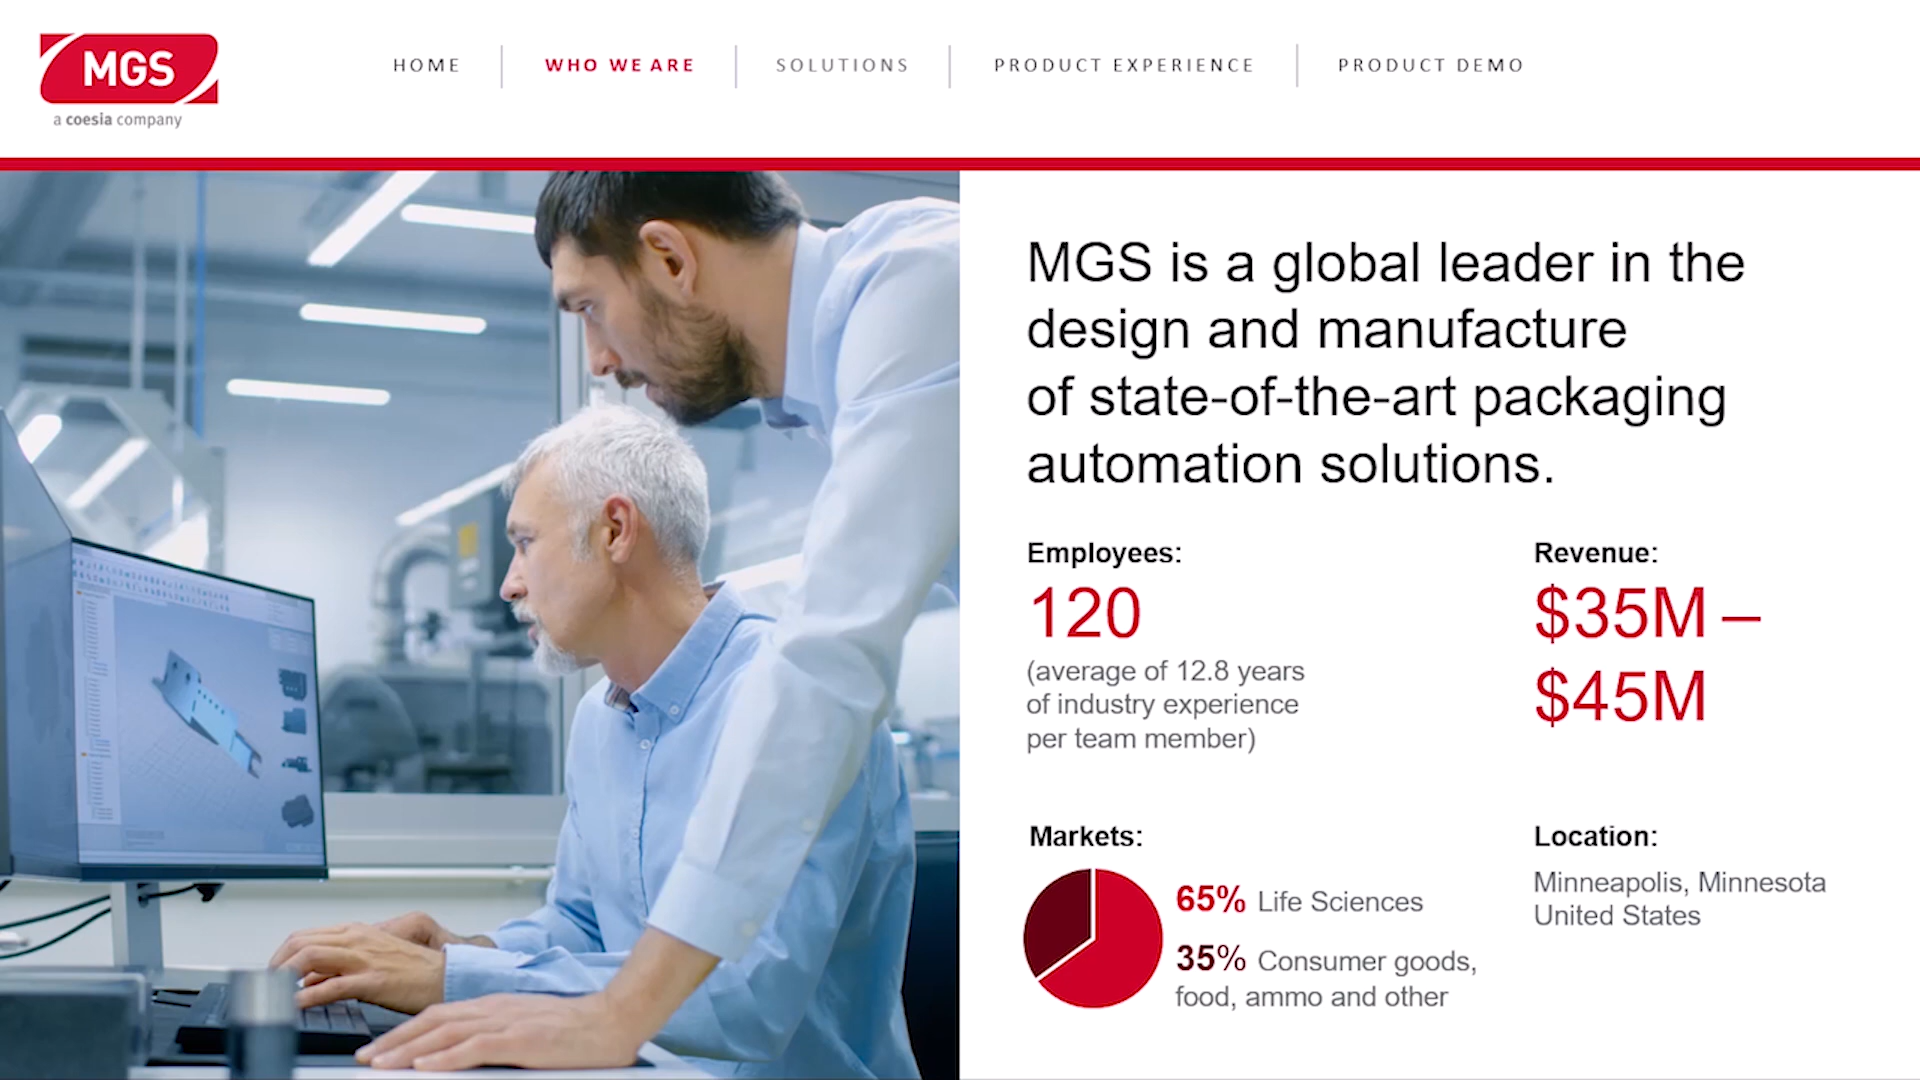 MGS
a coesia company
HOME
WHO WE ARE
SOLUTIONS
PRODUCT EXPERIENCE
PRODUCT DEMO
MGS is a global leader in the
design and manufacture
of state-of-the-art packaging
automation solutions.
Employees:
120
(average of 12.8 years
of industry experience
per team member)
Revenue:
$35M –
$45M
Markets:
65% Life Sciences
35% Consumer goods,
food, ammo and other
Location:
Minneapolis, Minnesota
United States